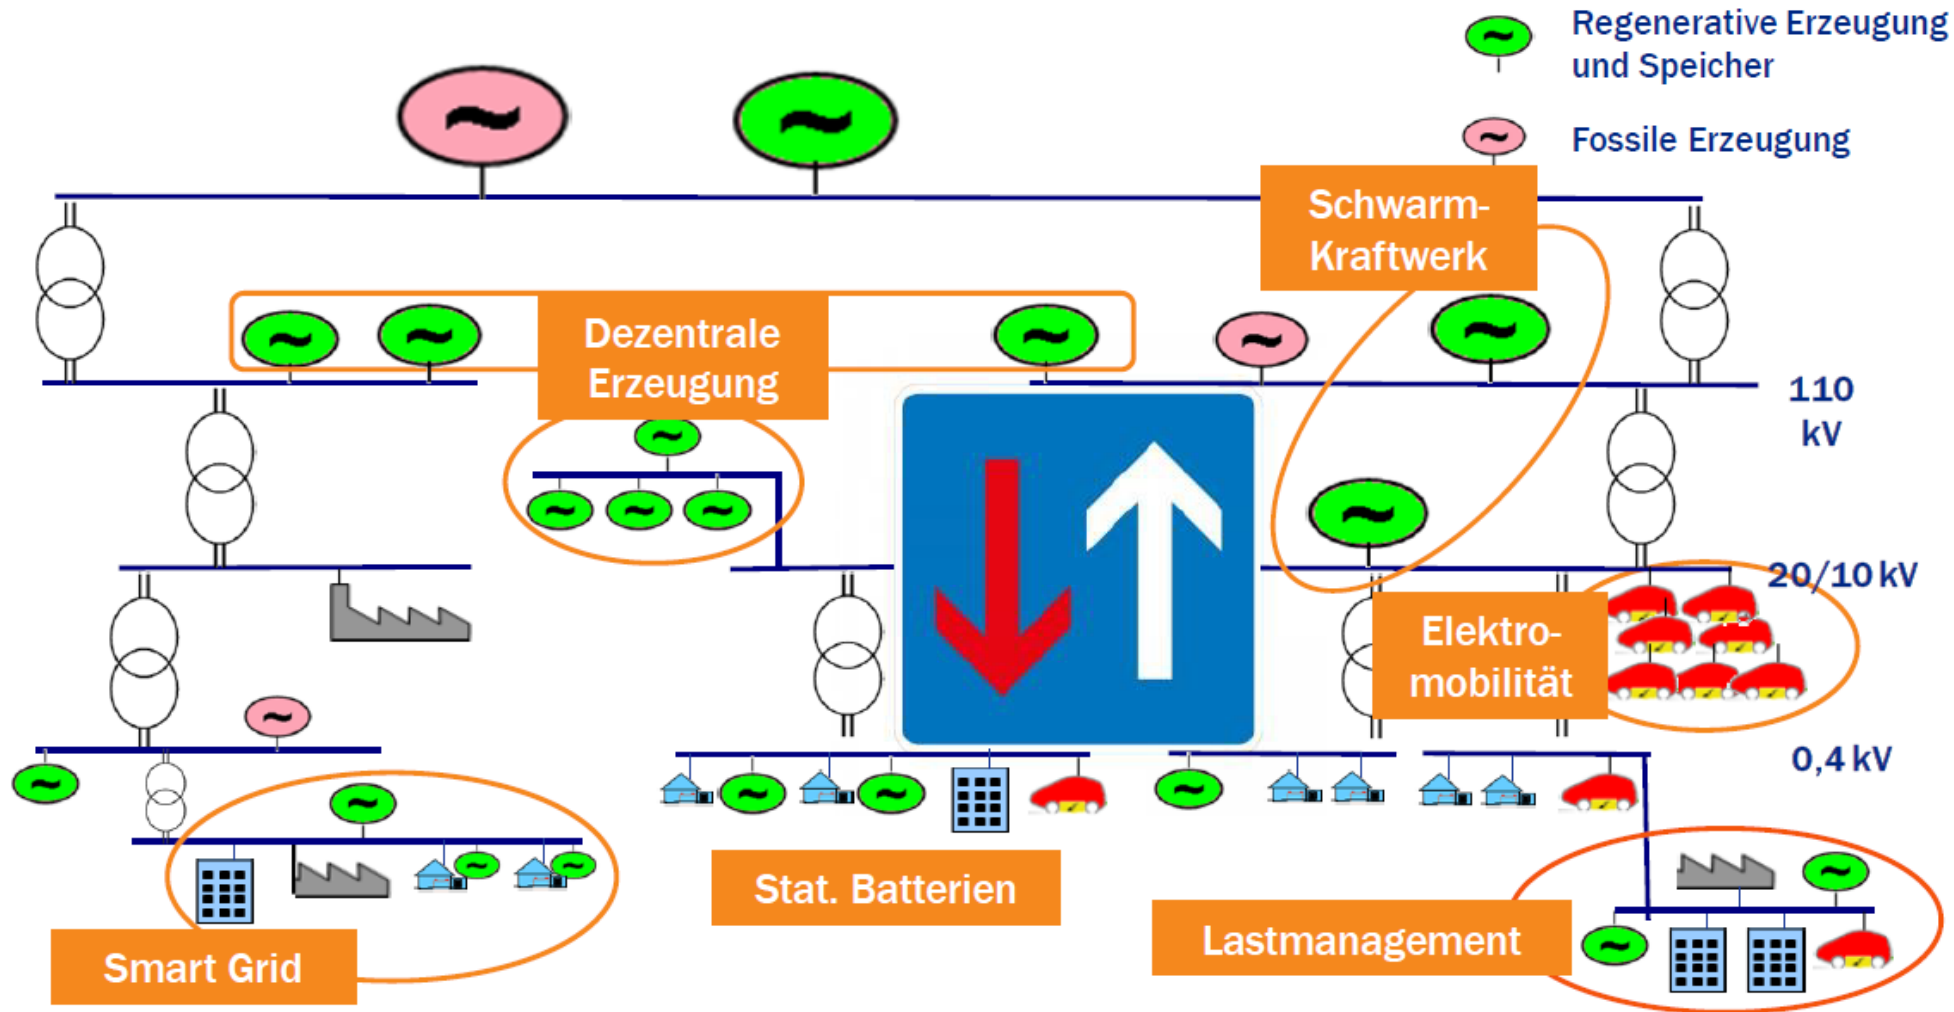 Regenerative Erzeugung
und Speicher
Fossile Erzeugung
Schwarm-
Kraftwerk
Dezentrale
Erzeugung
110
kV
20/10 kV
Elektro-
mobilität
0,4 kV
Stat. Batterien
Lastmanagement
Smart Grid